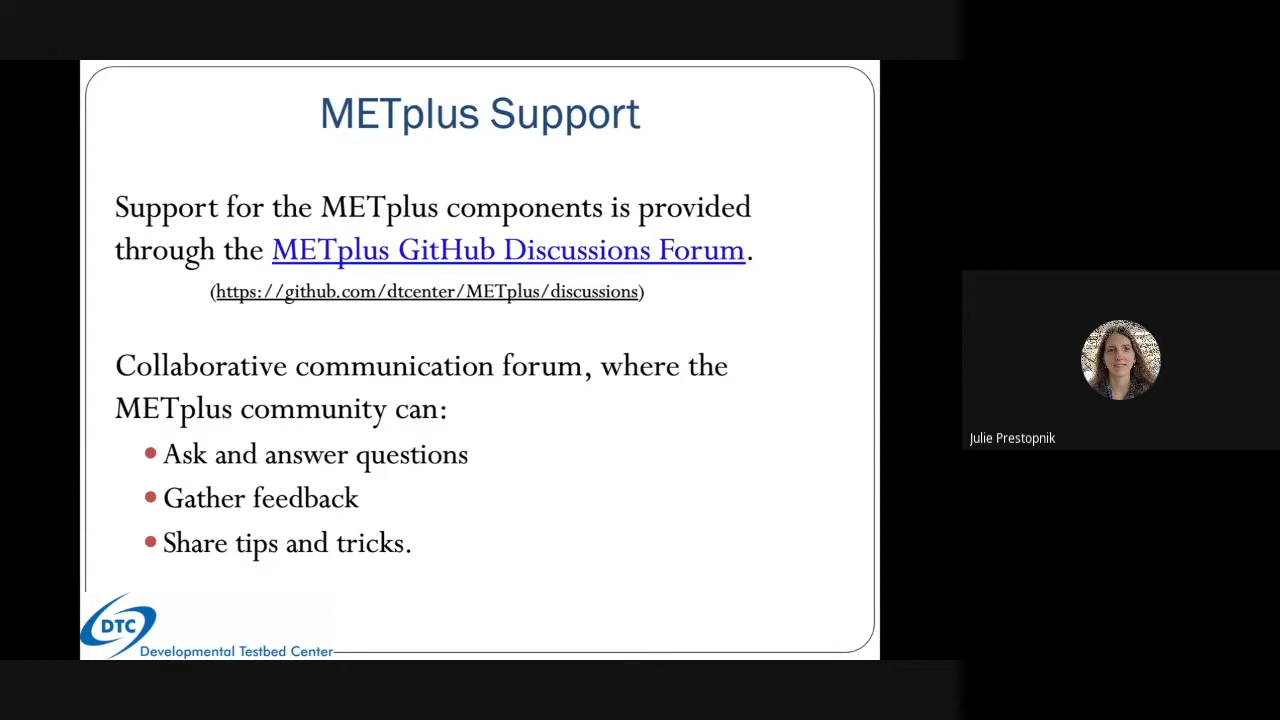 METplus Support
Support for the METplus components is provided
through the METplus GitHub Discussions Forum.
(https://github.com/dtcenter/METplus/discussions)
Collaborative communication forum, where the
METplus community can:
• Ask and answer questions
• Gather feedback
• Share tips and tricks.
DTC
Developmental Testbed Center
Julie Prestopnik